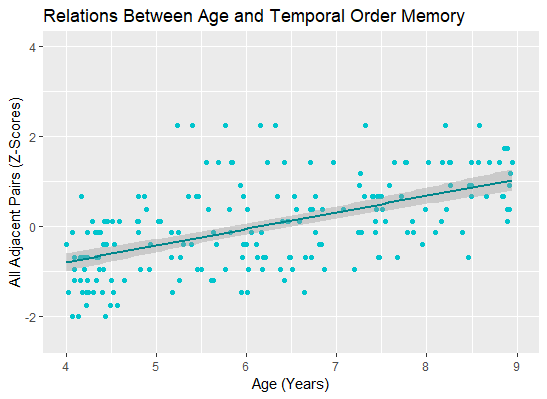 Relations Between Age and Temporal Order Memory
All Adjacent Pairs (Z-Scores)
4
2
0
-2
4 5 6 7 8 9
Age (Years)